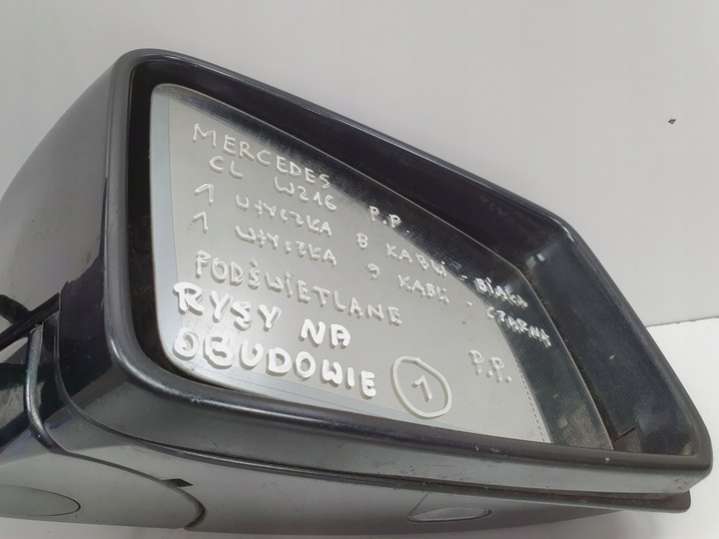 MERCEDES
CL W216 P.P.
1 WTYCZKA 8 KABLI - BIAŁA
1 WTYCZKA 9 KABLI - CZARNA
PODŚWIETLANE
RYSY NA
OBUDOWIE 1 P.P.